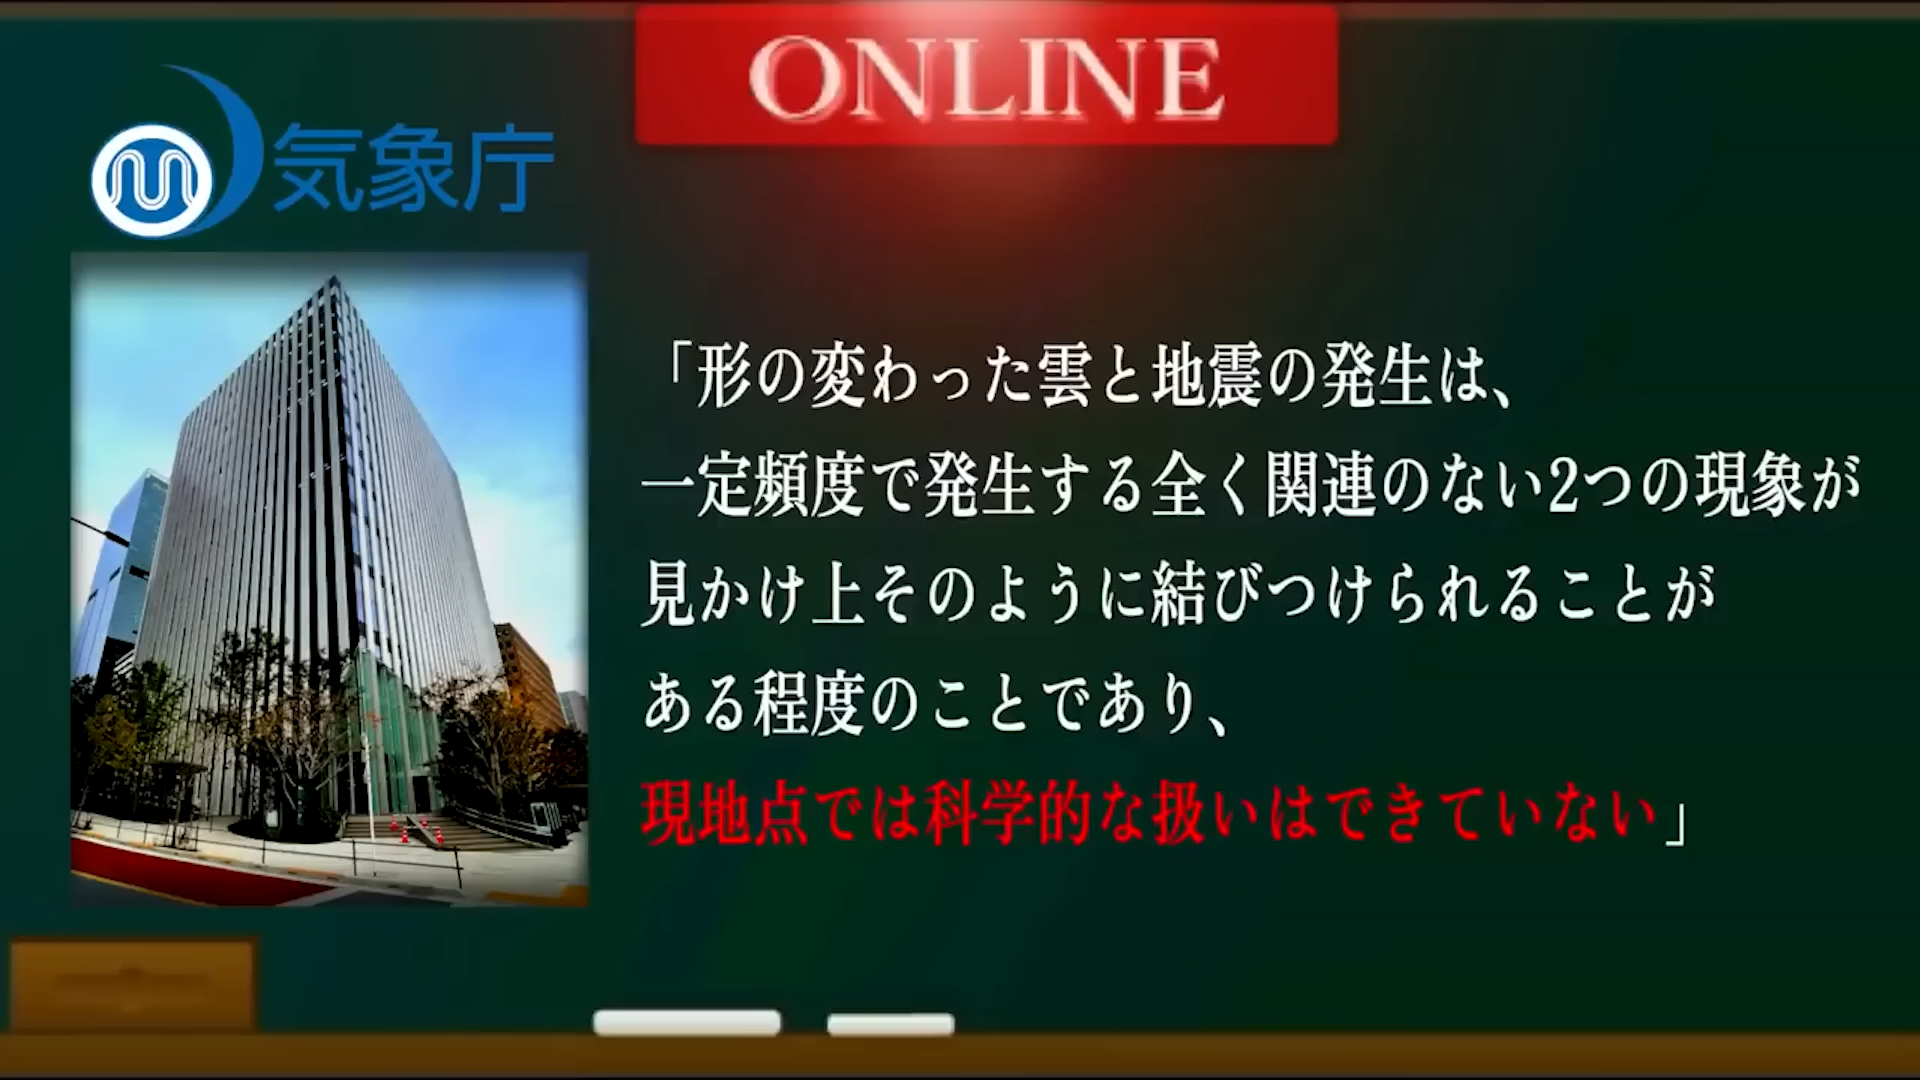 ONLINE
気象庁
「形の変わった雲と地震の発生は、
一定頻度で発生する全く関連のない2つの現象が
見かけ上そのように結びつけられることが
ある程度のことであり、
現地点では科学的な扱いはできていない」